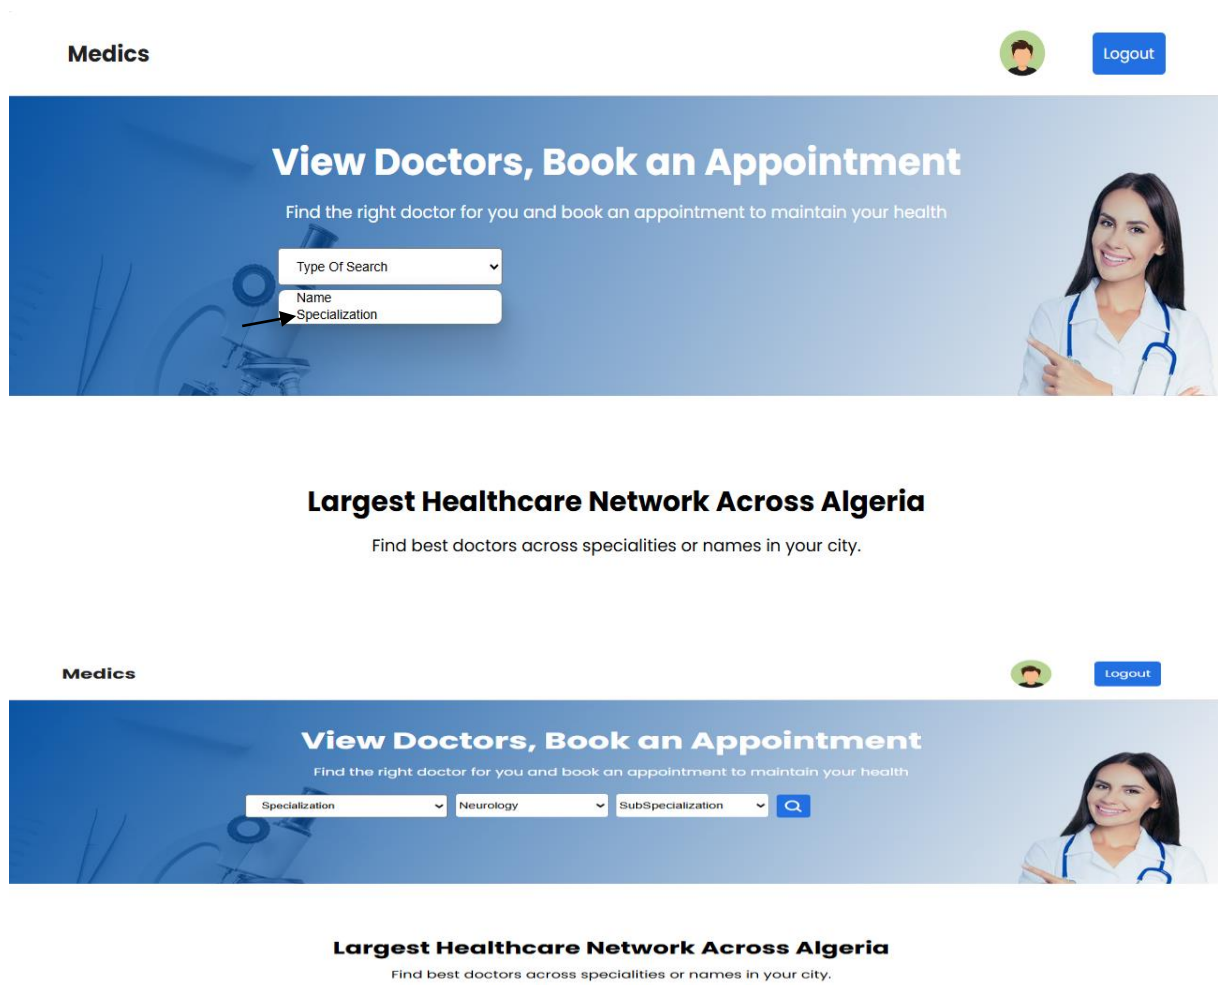 Medics
Logout
View Doctors, Book an Appointment
Find the right doctor for you and book an appointment to maintain your health
Type Of Search
Name
Specialization
Largest Healthcare Network Across Algeria
Find best doctors across specialities or names in your city.
Medics
Logout
View Doctors, Book an Appointment
Find the right doctor for you and book an appointment to maintain your health
Specialization Neurology SubSpecialization
Largest Healthcare Network Across Algeria
Find best doctors across specialities or names in your city.